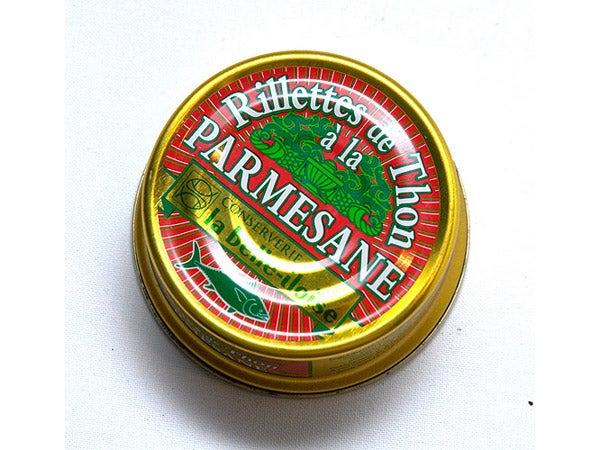 Rillettes de Thon
à la
PARMESANE
CONSERVERIE
la belle-iloise